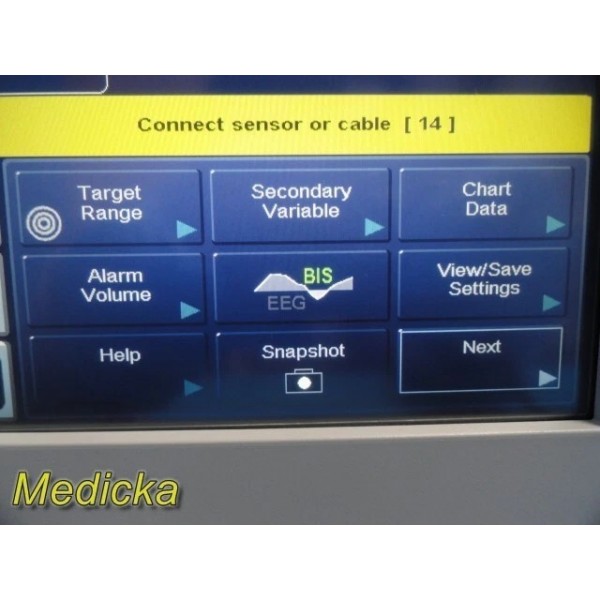 Connect sensor or cable [ 14 ]
Target
Range
Secondary
Variable
Chart
Data
Alarm
Volume
BIS
EEG
View/Save
Settings
Help
Snapshot
Next
Medicka